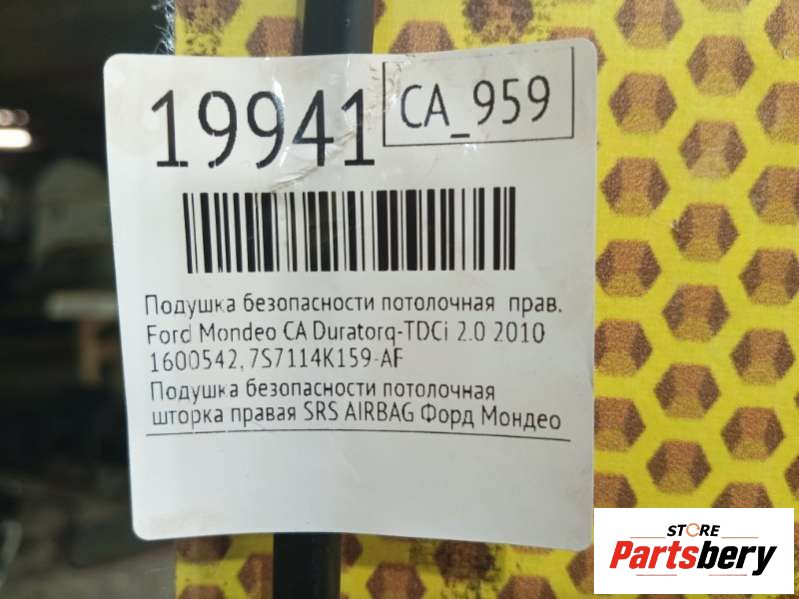 19941
CA_959
Подушка безопасности потолочная прав.
Ford Mondeo CA Duratorq-TDCi 2.0 2010
1600542, 7S7114K159-AF
Подушка безопасности потолочная
шторка правая SRS AIRBAG Форд Мондео
STORE
Partsbery